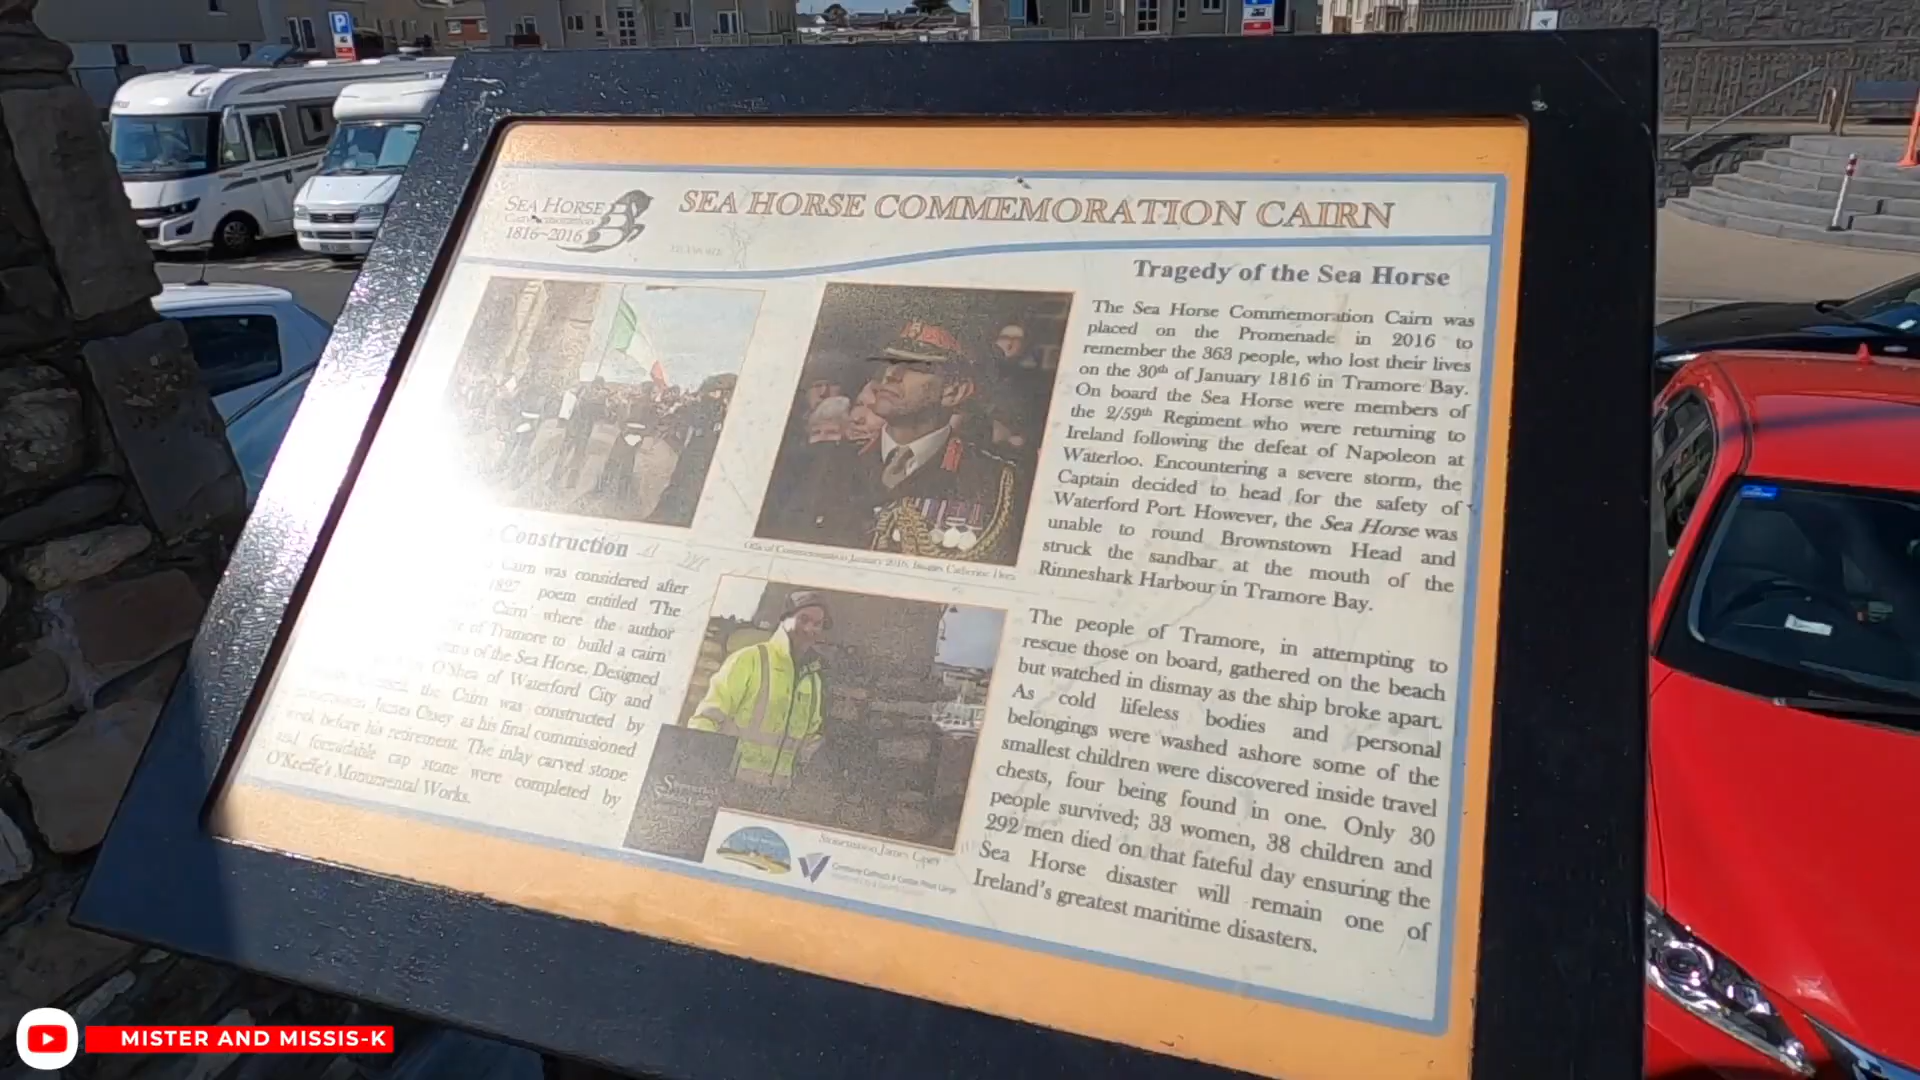 SEA HORSE
1816~2016
SEA HORSE COMMEMORATION CAIRN
Tragedy of the Sea Horse
The Sea Horse Commemoration Cairn was
placed on the Promenade in 2016 to
remember the 363 people, who lost their lives
on the 30th of January 1816 in Tramore Bay.
On board the Sea Horse were members of
the 2/59th Regiment who were returning to
Ireland following the defeat of Napoleon at
Waterloo. Encountering a severe storm, the
Captain decided to head for the safety of
Waterford Port. However, the Sea Horse was
unable to round Brownstown Head and
struck the sandbar at the mouth of the
Rinneshark Harbour in Tramore Bay.
The people of Tramore, in attempting to
rescue those on board, gathered on the beach
but watched in dismay as the ship broke apart.
As cold lifeless bodies and personal
belongings were washed ashore some of the
smallest children were discovered inside travel
chests, four being found in one. Only 30
people survived; 33 women, 38 children and
292 men died on that fateful day ensuring the
Sea Horse disaster will remain one of
Ireland's greatest maritime disasters.
Official Commemoration January 2016. Images Catherine
Construction
Cairn was considered after
1827 poem entitled 'The
Cairn' where the author
of Tramore to build a cairn
of the Sea Horse. Designed
O'Shea of Waterford City and
the Cairn was constructed by
James Casey as his final commissioned
work before his retirement. The inlay carved stone
and formidable cap stone were completed by
O'Keeffe's Monumental Works.
Stonemason James Casey
MISTER AND MISSIS-K